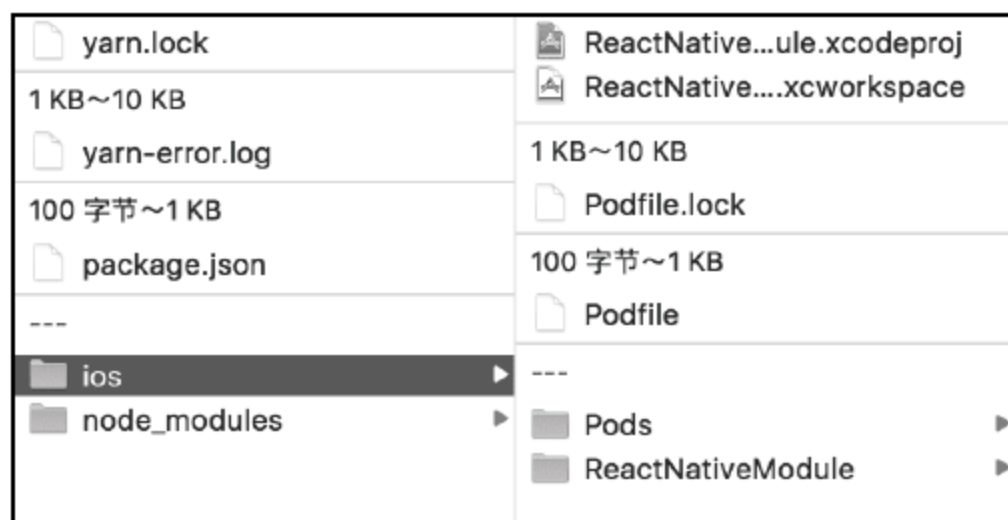 yarn.lock
1 KB～10 KB
yarn-error.log
100 字节～1 KB
package.json
---
ios
node_modules
ReactNative...ule.xcodeproj
ReactNative....xcworkspace
1 KB～10 KB
Podfile.lock
100 字节～1 KB
Podfile
---
Pods
ReactNativeModule